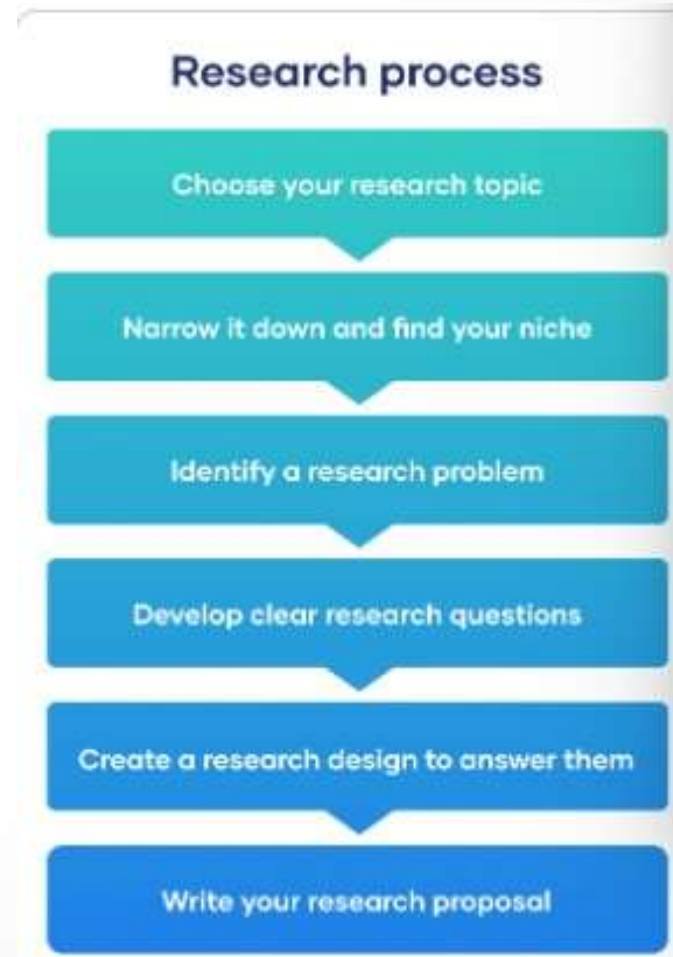 Research process
Choose your research topic
Narrow it down and find your niche
Identify a research problem
Develop clear research questions
Create a research design to answer them
Write your research proposal